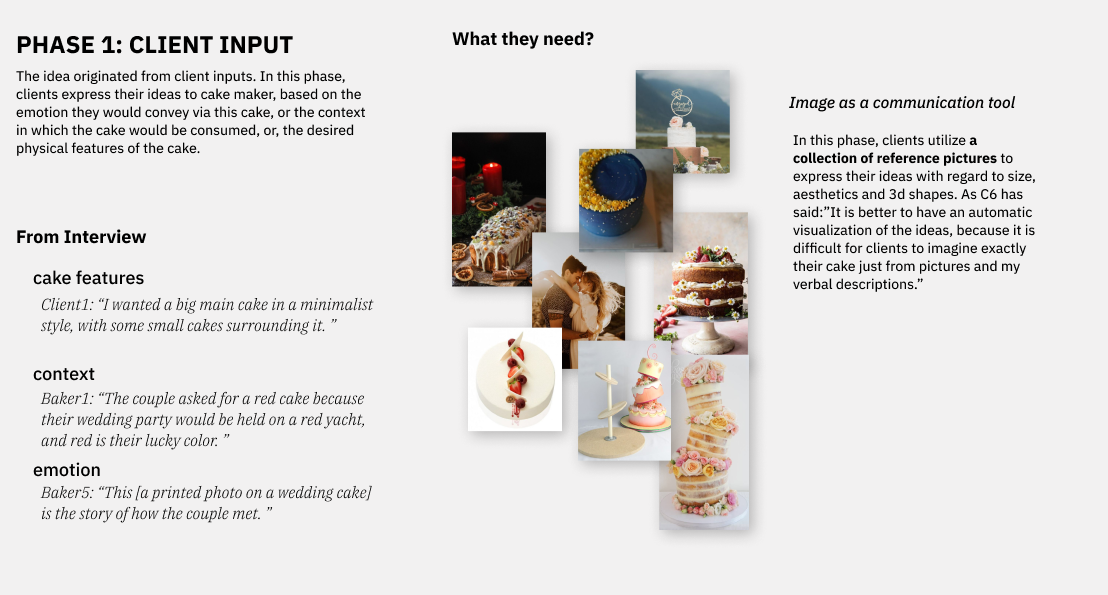 PHASE 1: CLIENT INPUT
The idea originated from client inputs. In this phase,
clients express their ideas to cake maker, based on the
emotion they would convey via this cake, or the context
in which the cake would be consumed, or, the desired
physical features of the cake.
From Interview
cake features
Client1: “I wanted a big main cake in a minimalist
style, with some small cakes surrounding it. ”
context
Baker1: “The couple asked for a red cake because
their wedding party would be held on a red yacht,
and red is their lucky color. ”
emotion
Baker5: “This [a printed photo on a wedding cake]
is the story of how the couple met. ”
What they need?
Image as a communication tool
In this phase, clients utilize a
collection of reference pictures to
express their ideas with regard to size,
aesthetics and 3d shapes. As C6 has
said:”It is better to have an automatic
visualization of the ideas, because it is
difficult for clients to imagine exactly
their cake just from pictures and my
verbal descriptions.”